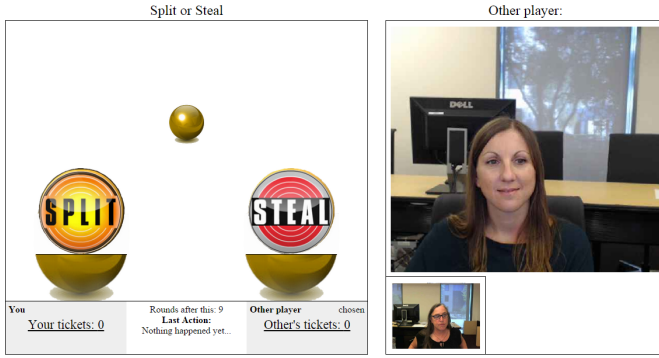 Split or Steal
Other player:
DELL
SPLIT
STEAL
You
Your tickets: 0
Rounds after this: 9
Last Action:
Nothing happened yet...
Other player chosen
Other's tickets: 0